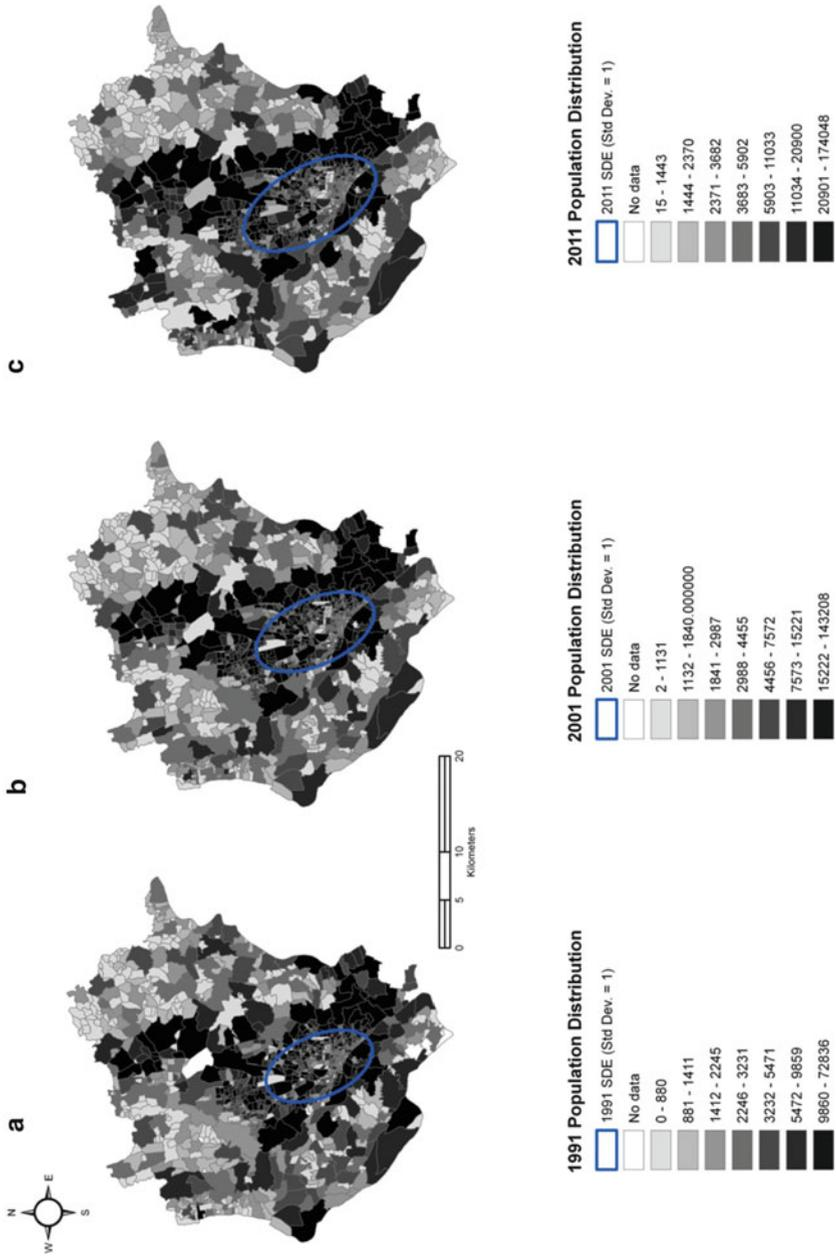 a
b
c
N
W
E
S
0
5
10
20
Kilometers
1991 Population Distribution
1991 SDE (Std Dev. = 1)
No data
0 - 880
881 - 1411
1412 - 2245
2246 - 3231
3232 - 5471
5472 - 9859
9860 - 72836
2001 Population Distribution
2001 SDE (Std Dev. = 1)
No data
2 - 1131
1132 - 1840.000000
1841 - 2987
2988 - 4455
4456 - 7572
7573 - 15221
15222 - 143208
2011 Population Distribution
2011 SDE (Std Dev. = 1)
No data
15 - 1443
1444 - 2370
2371 - 3682
3683 - 5902
5903 - 11033
11034 - 20900
20901 - 174048